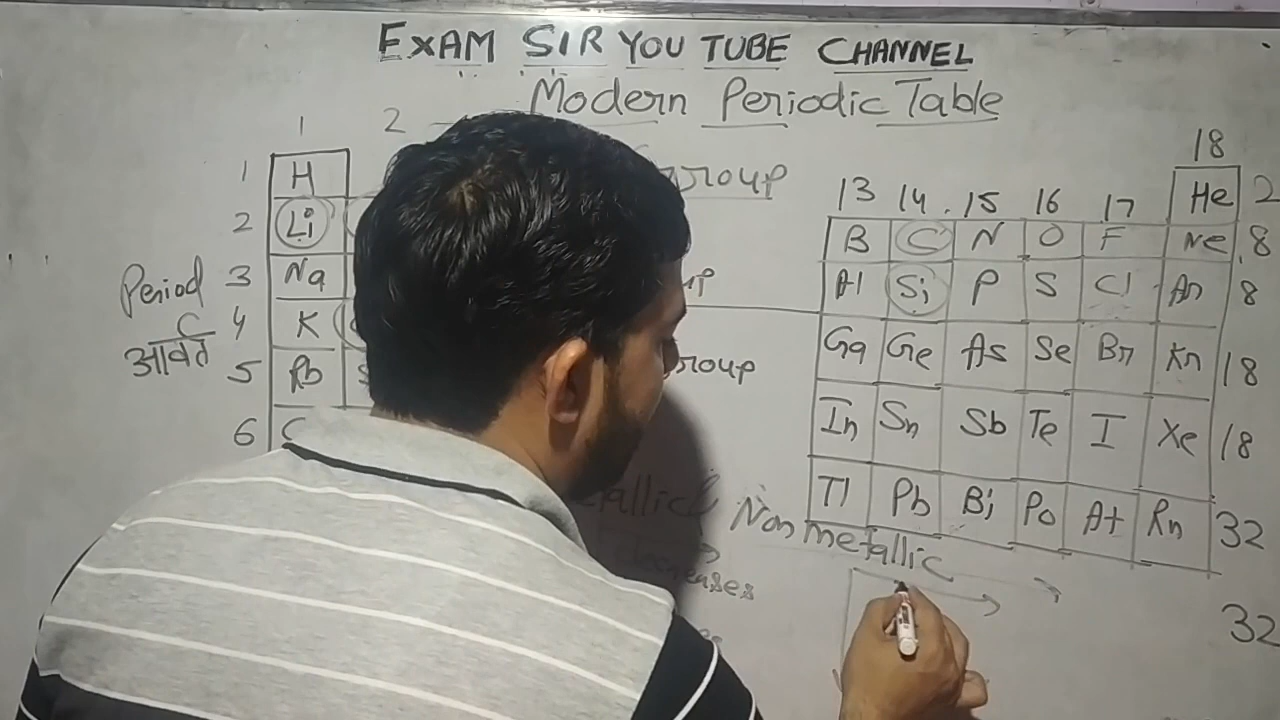 EXAM SIR YOU TUBE CHANNEL
Modern Periodic Table
1 2 18
1 H Group He 2
13 14 15 16 17
2 Li B C N O F Ne 8
Period 3 Na Al Si P S Cl Ar 8
आवर्त 4 K Ga Ge As Se Br Kr 18
5 Rb Group
6 In Sn Sb Te I Xe 18
Tl Pb Bi Po At Rn 32
Non metallic
decreases
32